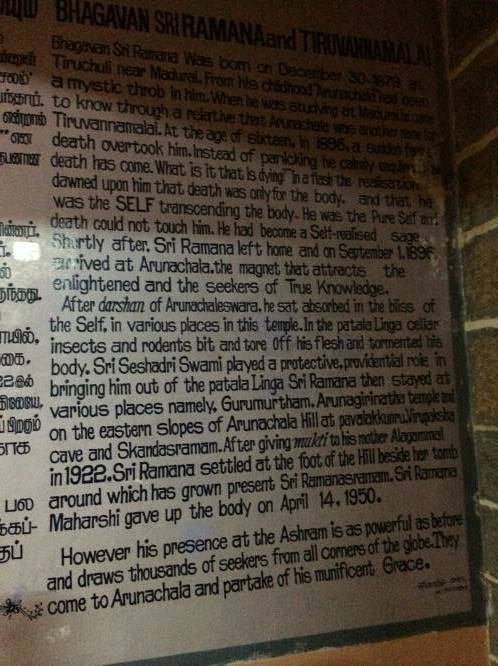 BHAGAVAN SRI RAMANA and TIRUVANNAMALAI
Bhagavan Sri Ramana Was born on December 30-1879 at
Tiruchuli near Madurai. From his childhood 'Arunachala' had been
a mystic throb in him. When he was studying at Madurai he came
to know through a relative that Arunachala was another name for
Tiruvannamalai. At the age of sixteen, in 1896, a sudden fear of
death overtook him. Instead of panicking he calmly
death has come. What is it that is dying?" In a flash the realisation
dawned upon him that death was only for the body, and that he
was the SELF transcending the body. He was the Pure Self and
death could not touch him. He had become a Self-realised sage
Shortly after. Sri Ramana left home and on September 1, 1896
arrived at Arunachala, the magnet that attracts the
enlightened and the seekers of True Knowledge.
After darshan of Arunachaleswara, he sat absorbed in the bliss of
the Self, in various places in this temple. In the patala Linga cellar
insects and rodents bit and tore off his flesh and tormented his
body. Sri Seshadri Swami played a protective, providential role in
bringing him out of the patala Linga Sri Ramana then stayed at
various places namely, Gurumurtham, Arunagirinatha temple and
on the eastern slopes of Arunachala Hill at pavalakkunru, Virupaksha
cave and Skandasramam. After giving mukti to his mother Alagammal
in 1922. Sri Ramana settled at the foot of the Hill beside her tomb
around which has grown present Sri Ramanasramam. Sri Ramana
Maharshi gave up the body on April 14, 1950.
However his presence at the Ashram is as powerful as before
and draws thousands of seekers from all corners of the globe. They
come to Arunachala and partake of his munificent Grace.